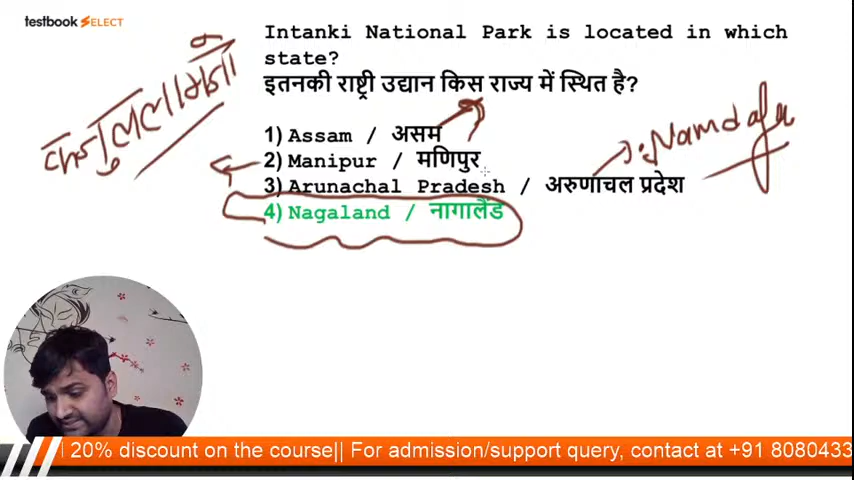 testbook SELECT
Intanki National Park is located in which
state?
इतनकी राष्ट्री उद्यान किस राज्य में स्थित है?
1) Assam / असम
2) Manipur / मणिपुर
3) Arunachal Pradesh / अरुणाचल प्रदेश
4) Nagaland / नागालैंड
Namdafa
20% discount on the course|| For admission/support query, contact at +91 8080433